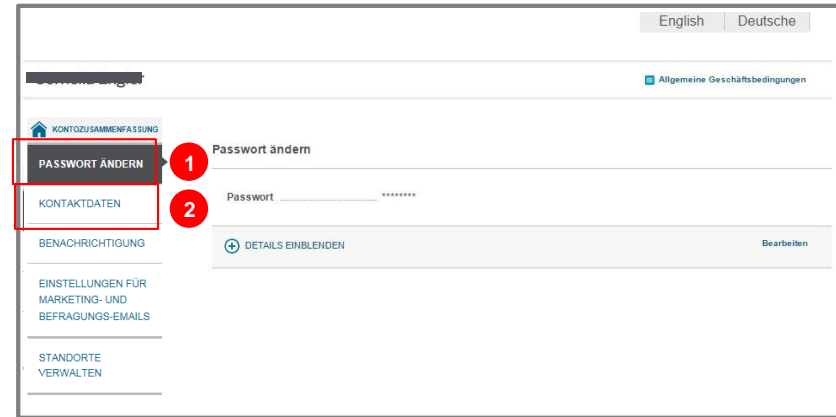 English Deutsche
Allgemeine Geschäftsbedingungen
KONTOZUSAMMENFASSUNG
PASSWORT ÄNDERN
1
Passwort ändern
KONTAKTDATEN
2
Passwort ******** 
BENACHRICHTIGUNG
DETAILS EINBLENDEN
Bearbeiten
EINSTELLUNGEN FÜR
MARKETING- UND
BEFRAGUNGS-EMAILS
STANDORTE
VERWALTEN